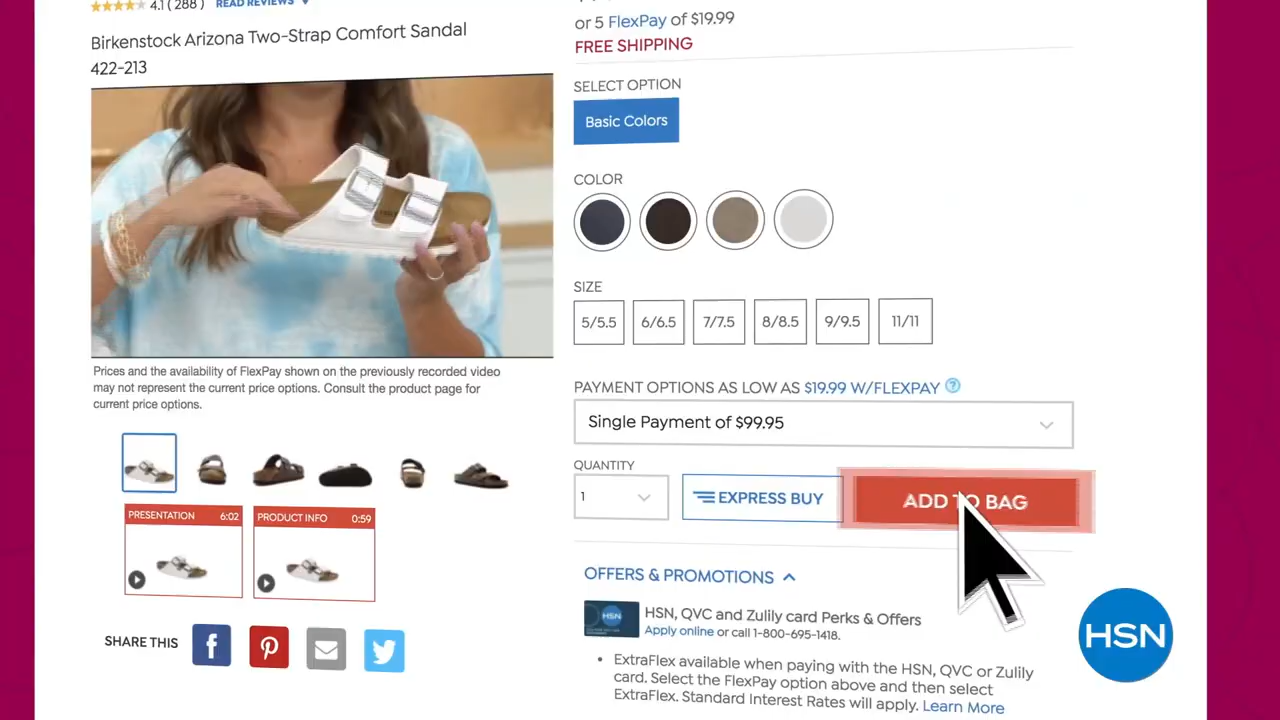 4.1 ( 288 ) READ REVIEWS
Birkenstock Arizona Two-Strap Comfort Sandal
422-213
Prices and the availability of FlexPay shown on the previously recorded video
may not represent the current price options. Consult the product page for
current price options.
PRESENTATION 6:02
PRODUCT INFO 0:59
SHARE THIS
or 5 FlexPay of $19.99
FREE SHIPPING
SELECT OPTION
Basic Colors
COLOR
SIZE
5/5.5 6/6.5 7/7.5 8/8.5 9/9.5 11/11
PAYMENT OPTIONS AS LOW AS $19.99 W/FLEXPAY ?
Single Payment of $99.95
QUANTITY
1
EXPRESS BUY
ADD TO BAG
OFFERS & PROMOTIONS
HSN
HSN, QVC and Zulily card Perks & Offers
Apply online or call 1-800-695-1418.
• ExtraFlex available when paying with the HSN, QVC or Zulily
card. Select the FlexPay option above and then select
ExtraFlex. Standard Interest Rates will apply. Learn More
HSN